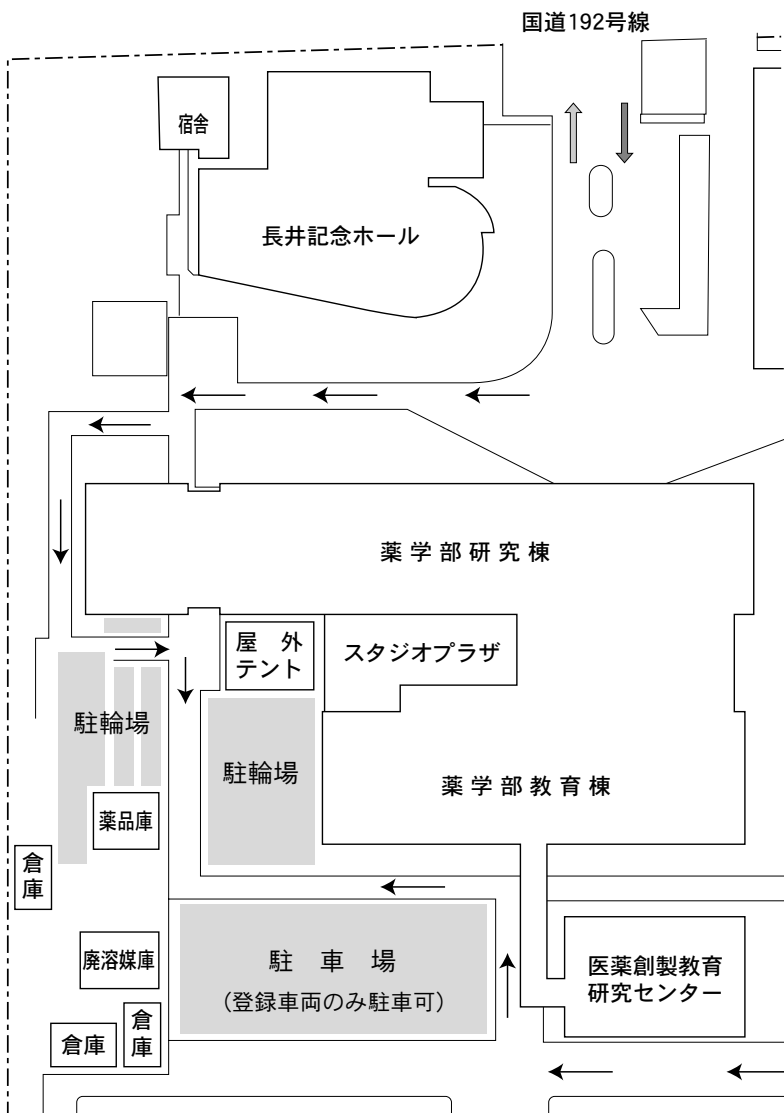 国道192号線
宿舎
長井記念ホール
薬学部研究棟
屋 外
テント
スタジオプラザ
駐輪場
駐輪場
薬学部教育棟
薬品庫
倉
庫
廃溶媒庫
駐 車 場
(登録車両のみ駐車可)
医薬創製教育
研究センター
倉庫
倉
庫